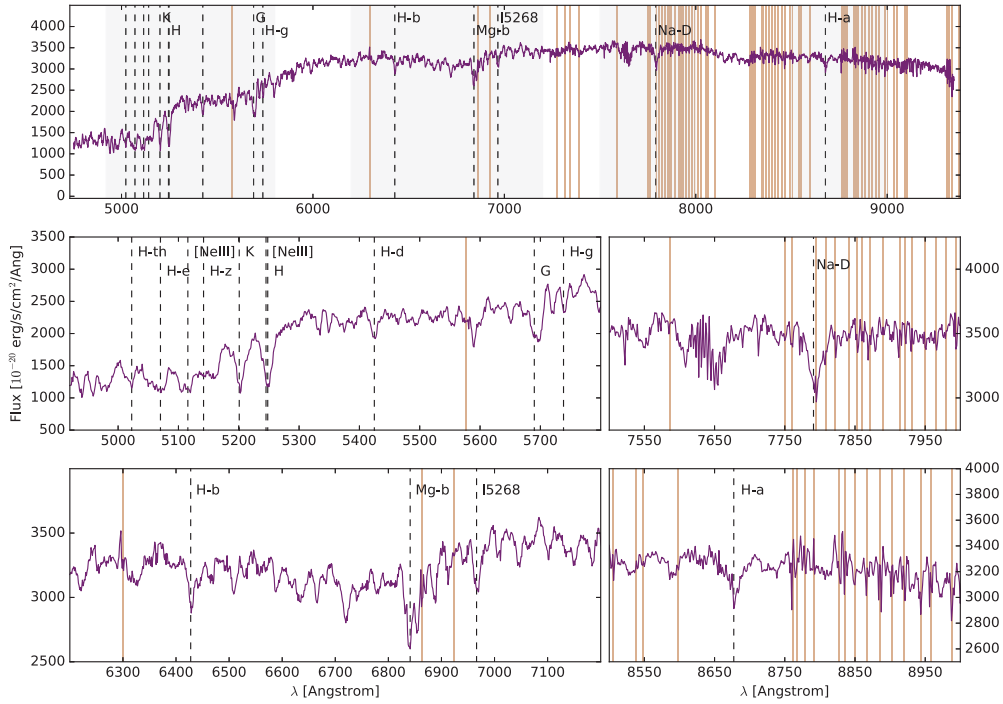 K G H-b I5268 Na-D H-a
H H-g Mg-b
4500
4000
3500
3000
2500
2000
1500
1000
500
0
5000 6000 7000 8000 9000
Flux [10⁻²⁰ erg/s/cm²/Ang]
H-th [NeIII] K [NeIII] H-d H-g
H-e H-z H G
3500
3000
2500
2000
1500
1000
500
5000 5100 5200 5300 5400 5500 5600 5700
Na-D
4000
3500
3000
7550 7650 7750 7850 7950
H-b Mg-b I5268
3500
3000
2500
6300 6400 6500 6600 6700 6800 6900 7000 7100
λ [Angstrom]
H-a
4000
3800
3600
3400
3200
3000
2800
2600
8550 8650 8750 8850 8950
λ [Angstrom]